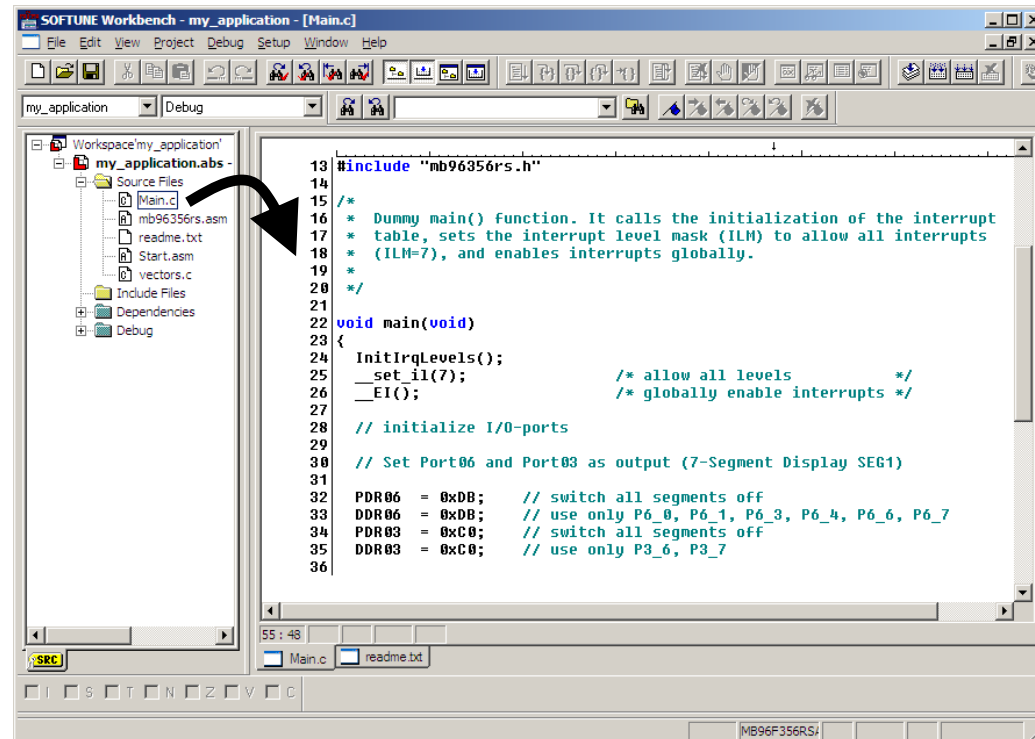 SOFTUNE Workbench - my_application - [Main.c]
File Edit View Project Debug Setup Window Help
my_application Debug
Workspace'my_application'
my_application.abs -
Source Files
Main.c
mb96356rs.asm
readme.txt
Start.asm
vectors.c
Include Files
Dependencies
Debug
SRC
13 #include "mb96356rs.h"
14
15 /*
16 * Dummy main() function. It calls the initialization of the interrupt
17 * table, sets the interrupt level mask (ILM) to allow all interrupts
18 * (ILM=7), and enables interrupts globally.
19 *
20 */
21
22 void main(void)
23 {
24 InitIrqLevels();
25 __set_il(7); /* allow all levels */
26 __EI(); /* globally enable interrupts */
27
28 // initialize I/O-ports
29
30 // Set Port06 and Port03 as output (7-Segment Display SEG1)
31
32 PDR06 = 0xDB; // switch all segments off
33 DDR06 = 0xDB; // use only P6_0, P6_1, P6_3, P6_4, P6_6, P6_7
34 PDR03 = 0xC0; // switch all segments off
35 DDR03 = 0xC0; // use only P3_6, P3_7
36
55 : 48
Main.c readme.txt
I S T N Z V C
MB96F356RSA